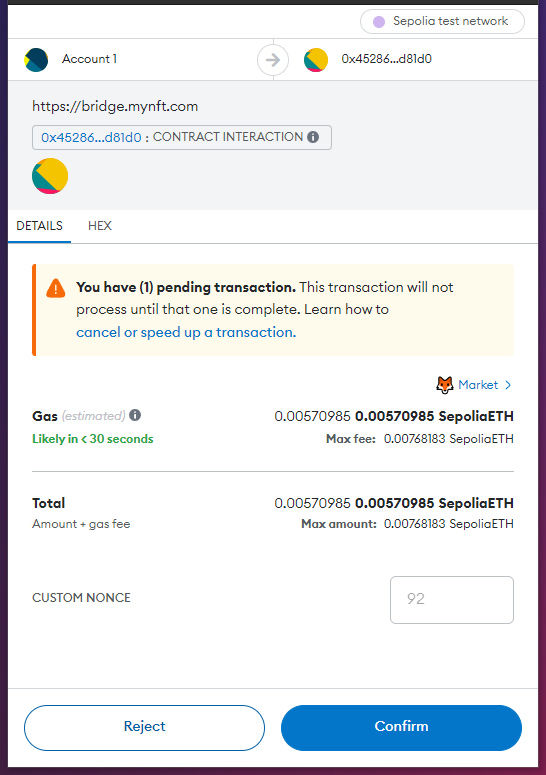 Sepolia test network
Account 1
0x45286...d81d0
https://bridge.mynft.com
0x45286...d81d0 : CONTRACT INTERACTION
DETAILS
HEX
You have (1) pending transaction. This transaction will not
process until that one is complete. Learn how to
cancel or speed up a transaction.
Market
Gas (estimated)
0.00570985 0.00570985 SepoliaETH
Likely in < 30 seconds
Max fee: 0.00768183 SepoliaETH
Total
0.00570985 0.00570985 SepoliaETH
Amount + gas fee
Max amount: 0.00768183 SepoliaETH
CUSTOM NONCE
92
Reject
Confirm